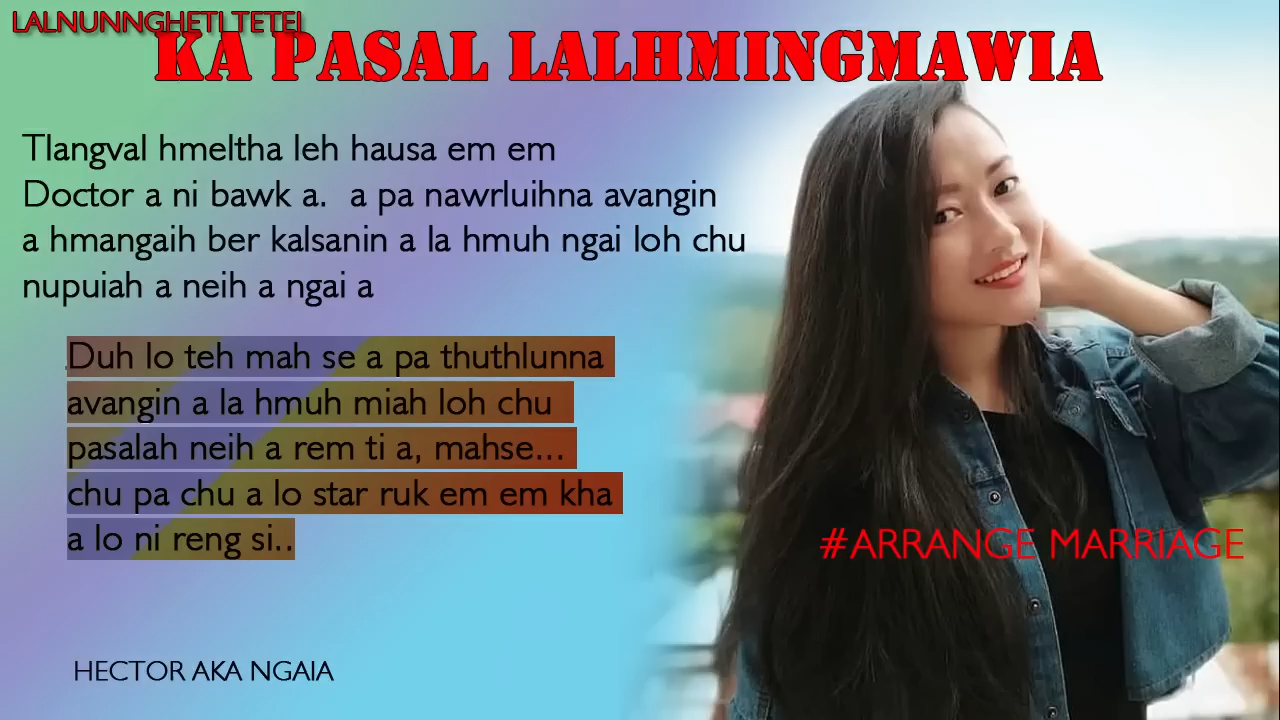 LALNUNNGHETI TETEI
KA PASAL LALHMINGMAWIA
Tlangval hmeltha leh hausa em em
Doctor a ni bawk a. a pa nawrluihna avangin
a hmangaih ber kalsanin a la hmuh ngai loh chu
nupuiah a neih a ngai a
Duh lo teh mah se a pa thuthlunna
avangin a la hmuh miah loh chu
pasalah neih a rem ti a, mahse...
chu pa chu a lo star ruk em em kha
a lo ni reng si..
#ARRANGE MARRIAGE
HECTOR AKA NGAIA